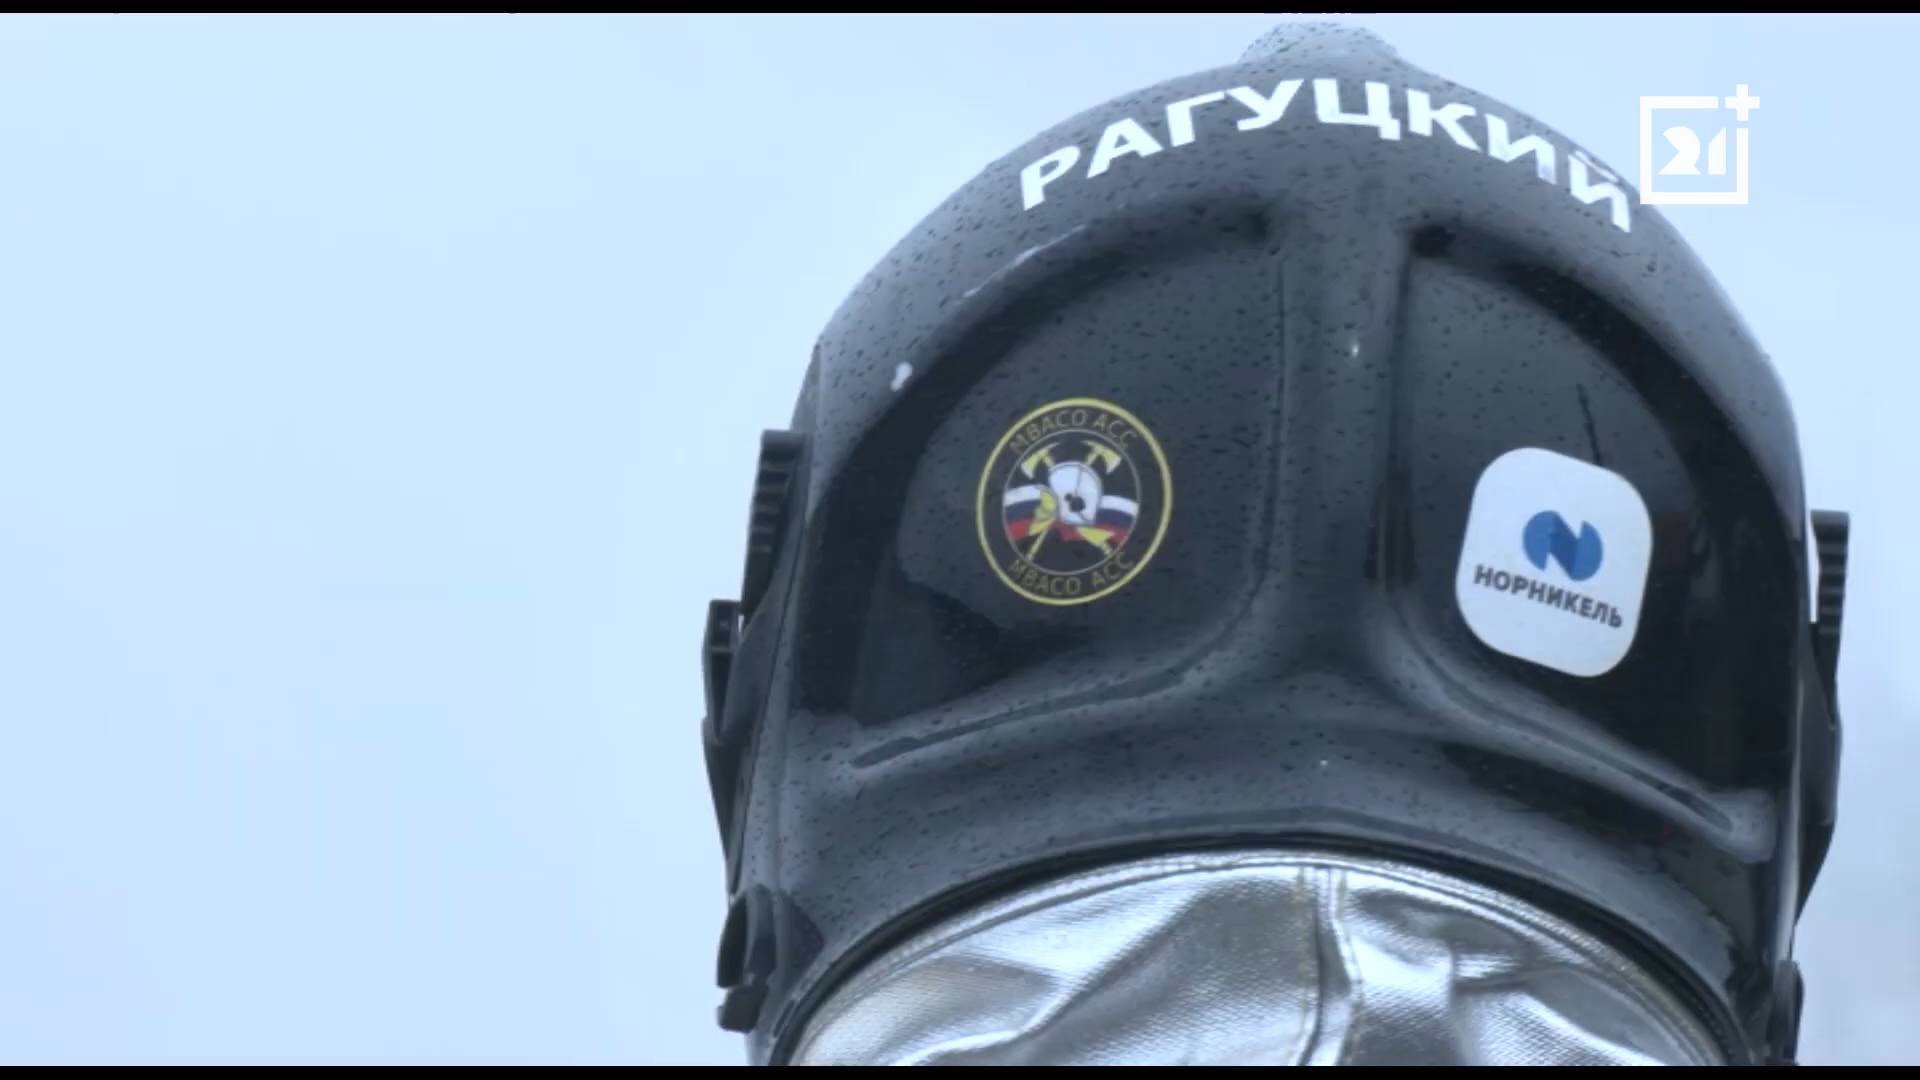 РАГУЦКИЙ
21+
МВАСО АСС
МВАСО АСС
НОРНИКЕЛЬ